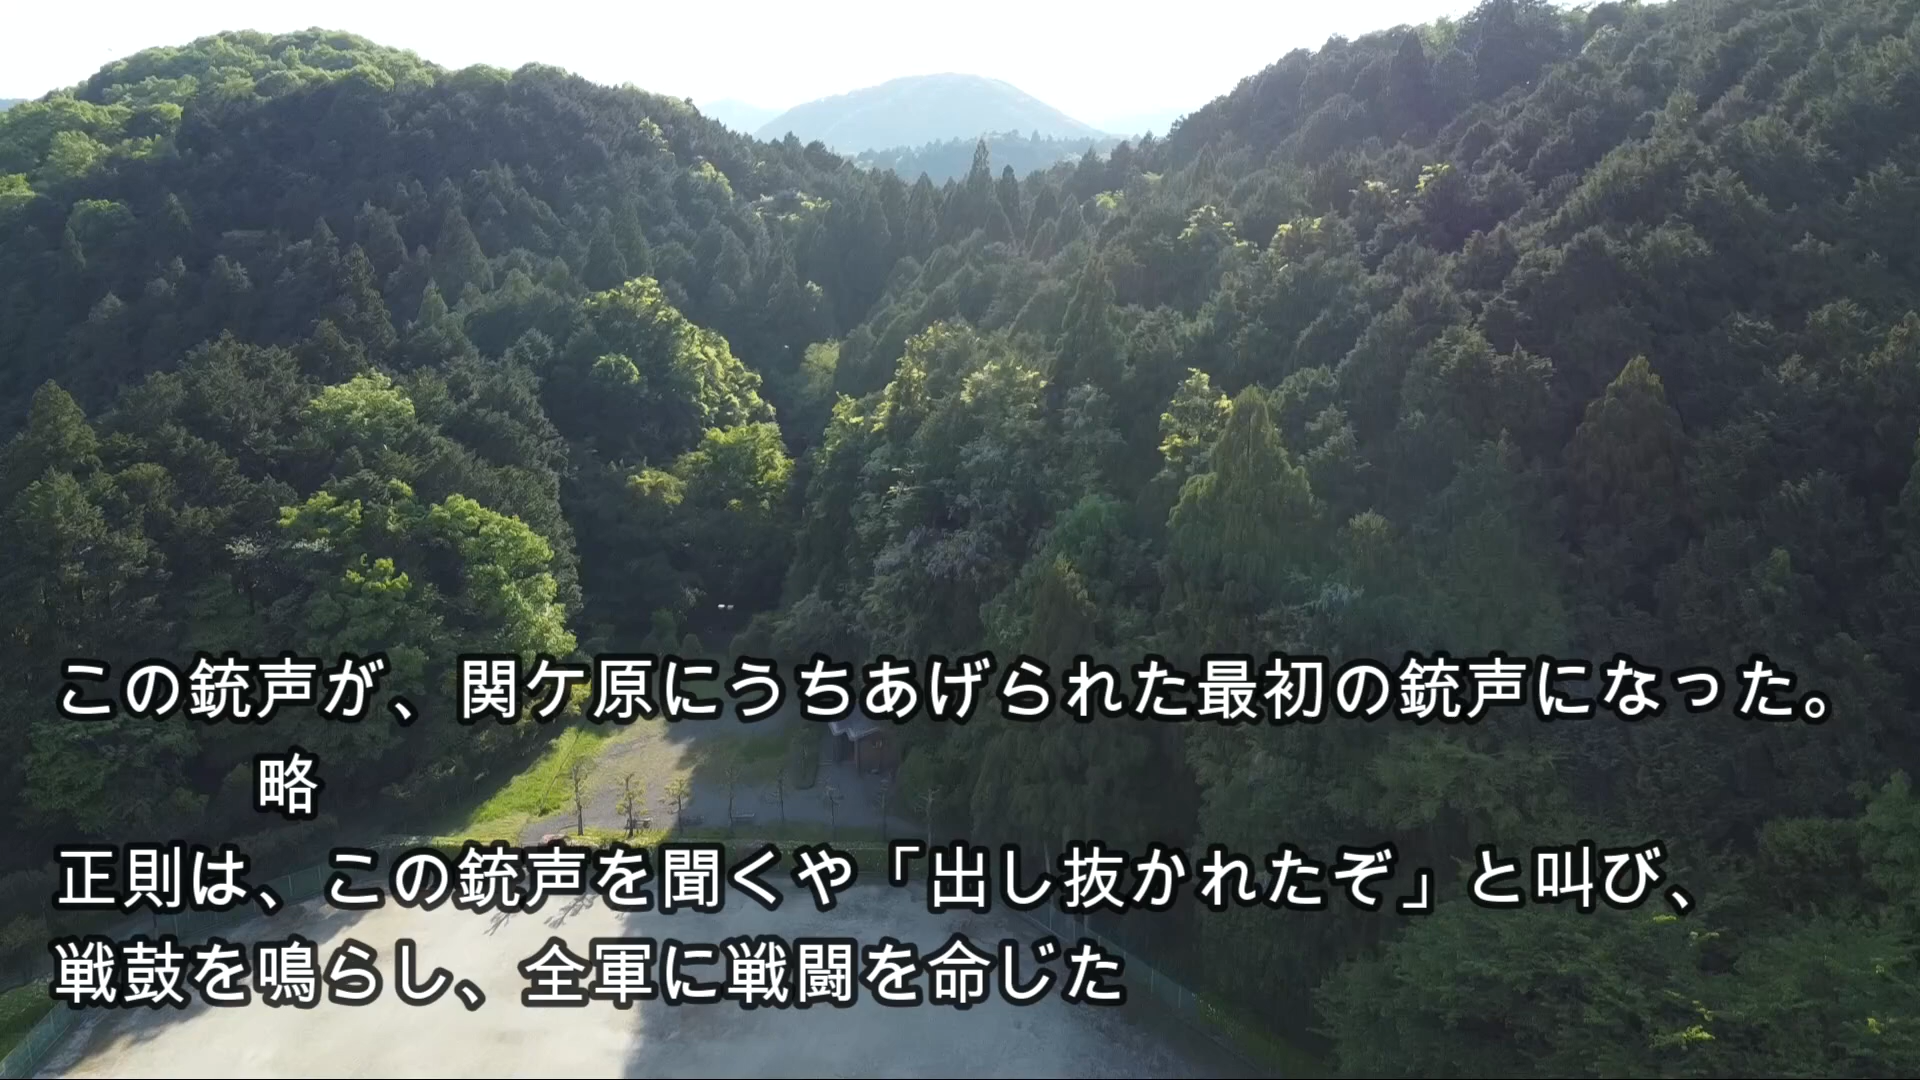 この銃声が、関ケ原にうちあげられた最初の銃声になった。
略
正則は、この銃声を聞くや「出し抜かれたぞ」と叫び、
戦鼓を鳴らし、全軍に戦闘を命じた